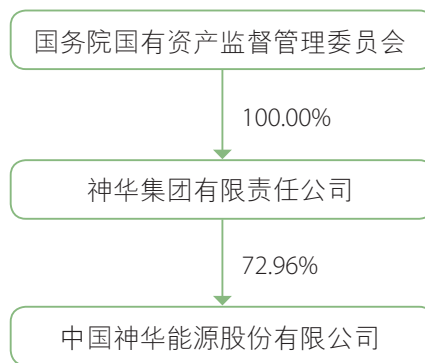 国务院国有资产监督管理委员会
100.00%
神华集团有限责任公司
72.96%
中国神华能源股份有限公司